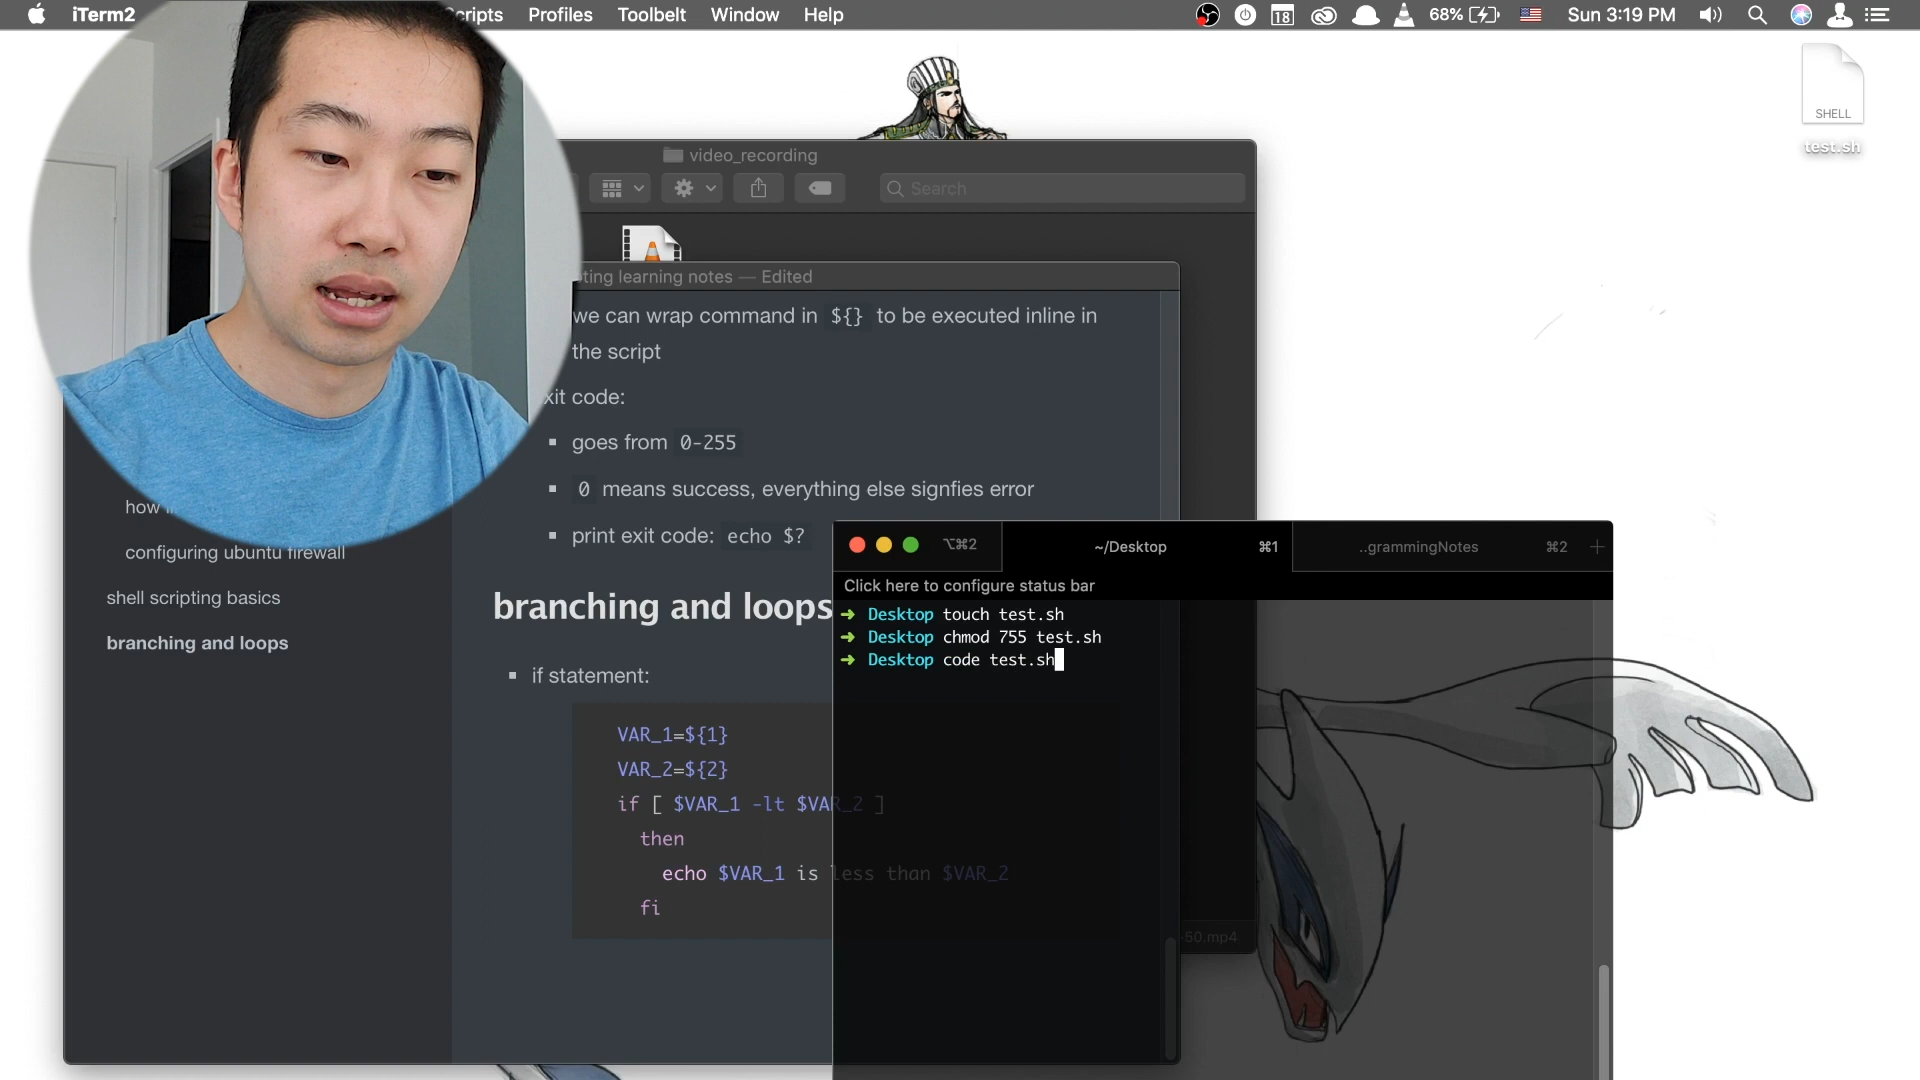 iTerm2
cripts
Profiles
Toolbelt
Window
Help
18
68%
Sun 3:19 PM
SHELL
test.sh
video_recording
Search
ting learning notes — Edited
we can wrap command in ${} to be executed inline in
the script
xit code:
goes from 0-255
0 means success, everything else signfies error
print exit code: echo $?
how
configuring ubuntu firewall
shell scripting basics
branching and loops
branching and loops
if statement:
VAR_1=${1}
VAR_2=${2}
if [ $VAR_1 -lt $VAR_2 ]
then
echo $VAR_1 is less than $VAR_2
fi
⌥⌘2
~/Desktop
⌘1
..grammingNotes
⌘2
Click here to configure status bar
➜ Desktop touch test.sh
➜ Desktop chmod 755 test.sh
➜ Desktop code test.sh
-50.mp4